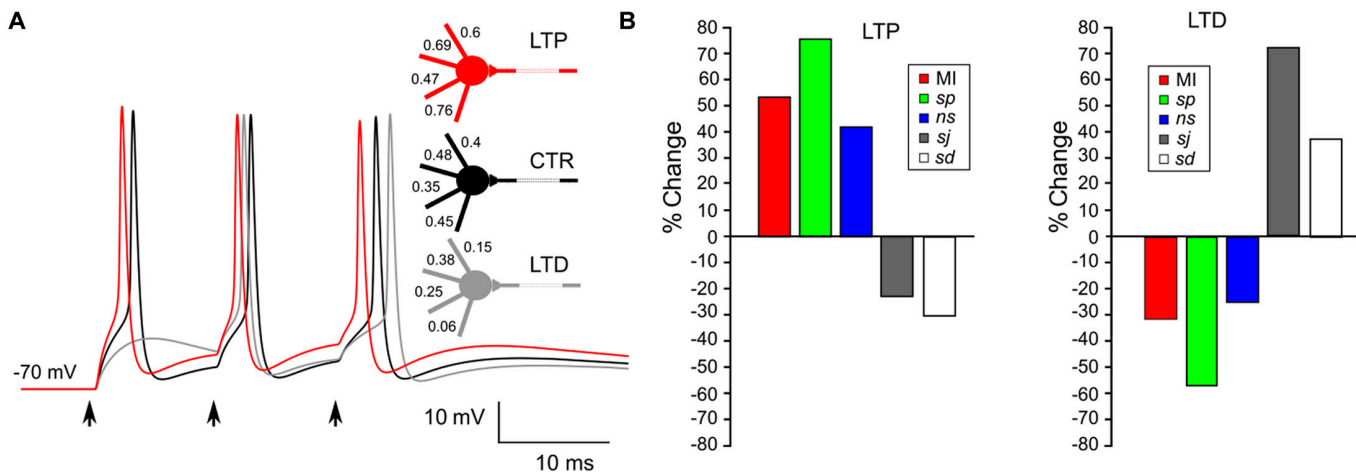 A
LTP
0.6
0.69
0.47
0.76
CTR
0.4
0.48
0.35
0.45
LTD
0.15
0.38
0.25
0.06
-70 mV
10 mV
10 ms
B
LTP
% Change
80
70
60
50
40
30
20
10
0
-10
-20
-30
-40
-50
-60
-70
-80
MI
sp
ns
sj
sd
LTD
% Change
80
70
60
50
40
30
20
10
0
-10
-20
-30
-40
-50
-60
-70
-80
MI
sp
ns
sj
sd